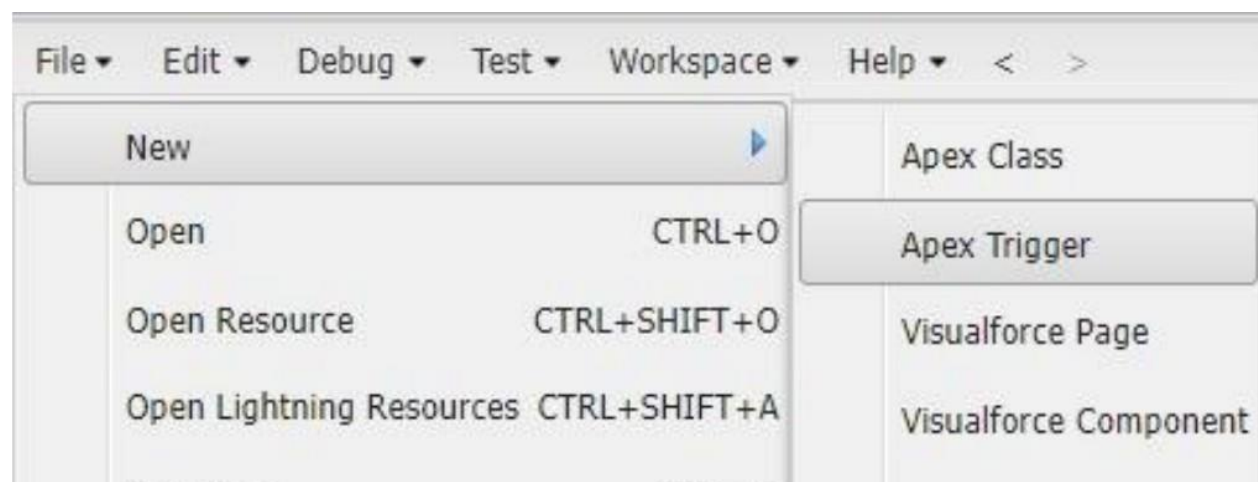 File Edit Debug Test Workspace Help < >
New
Open CTRL+O
Open Resource CTRL+SHIFT+O
Open Lightning Resources CTRL+SHIFT+A
Apex Class
Apex Trigger
Visualforce Page
Visualforce Component